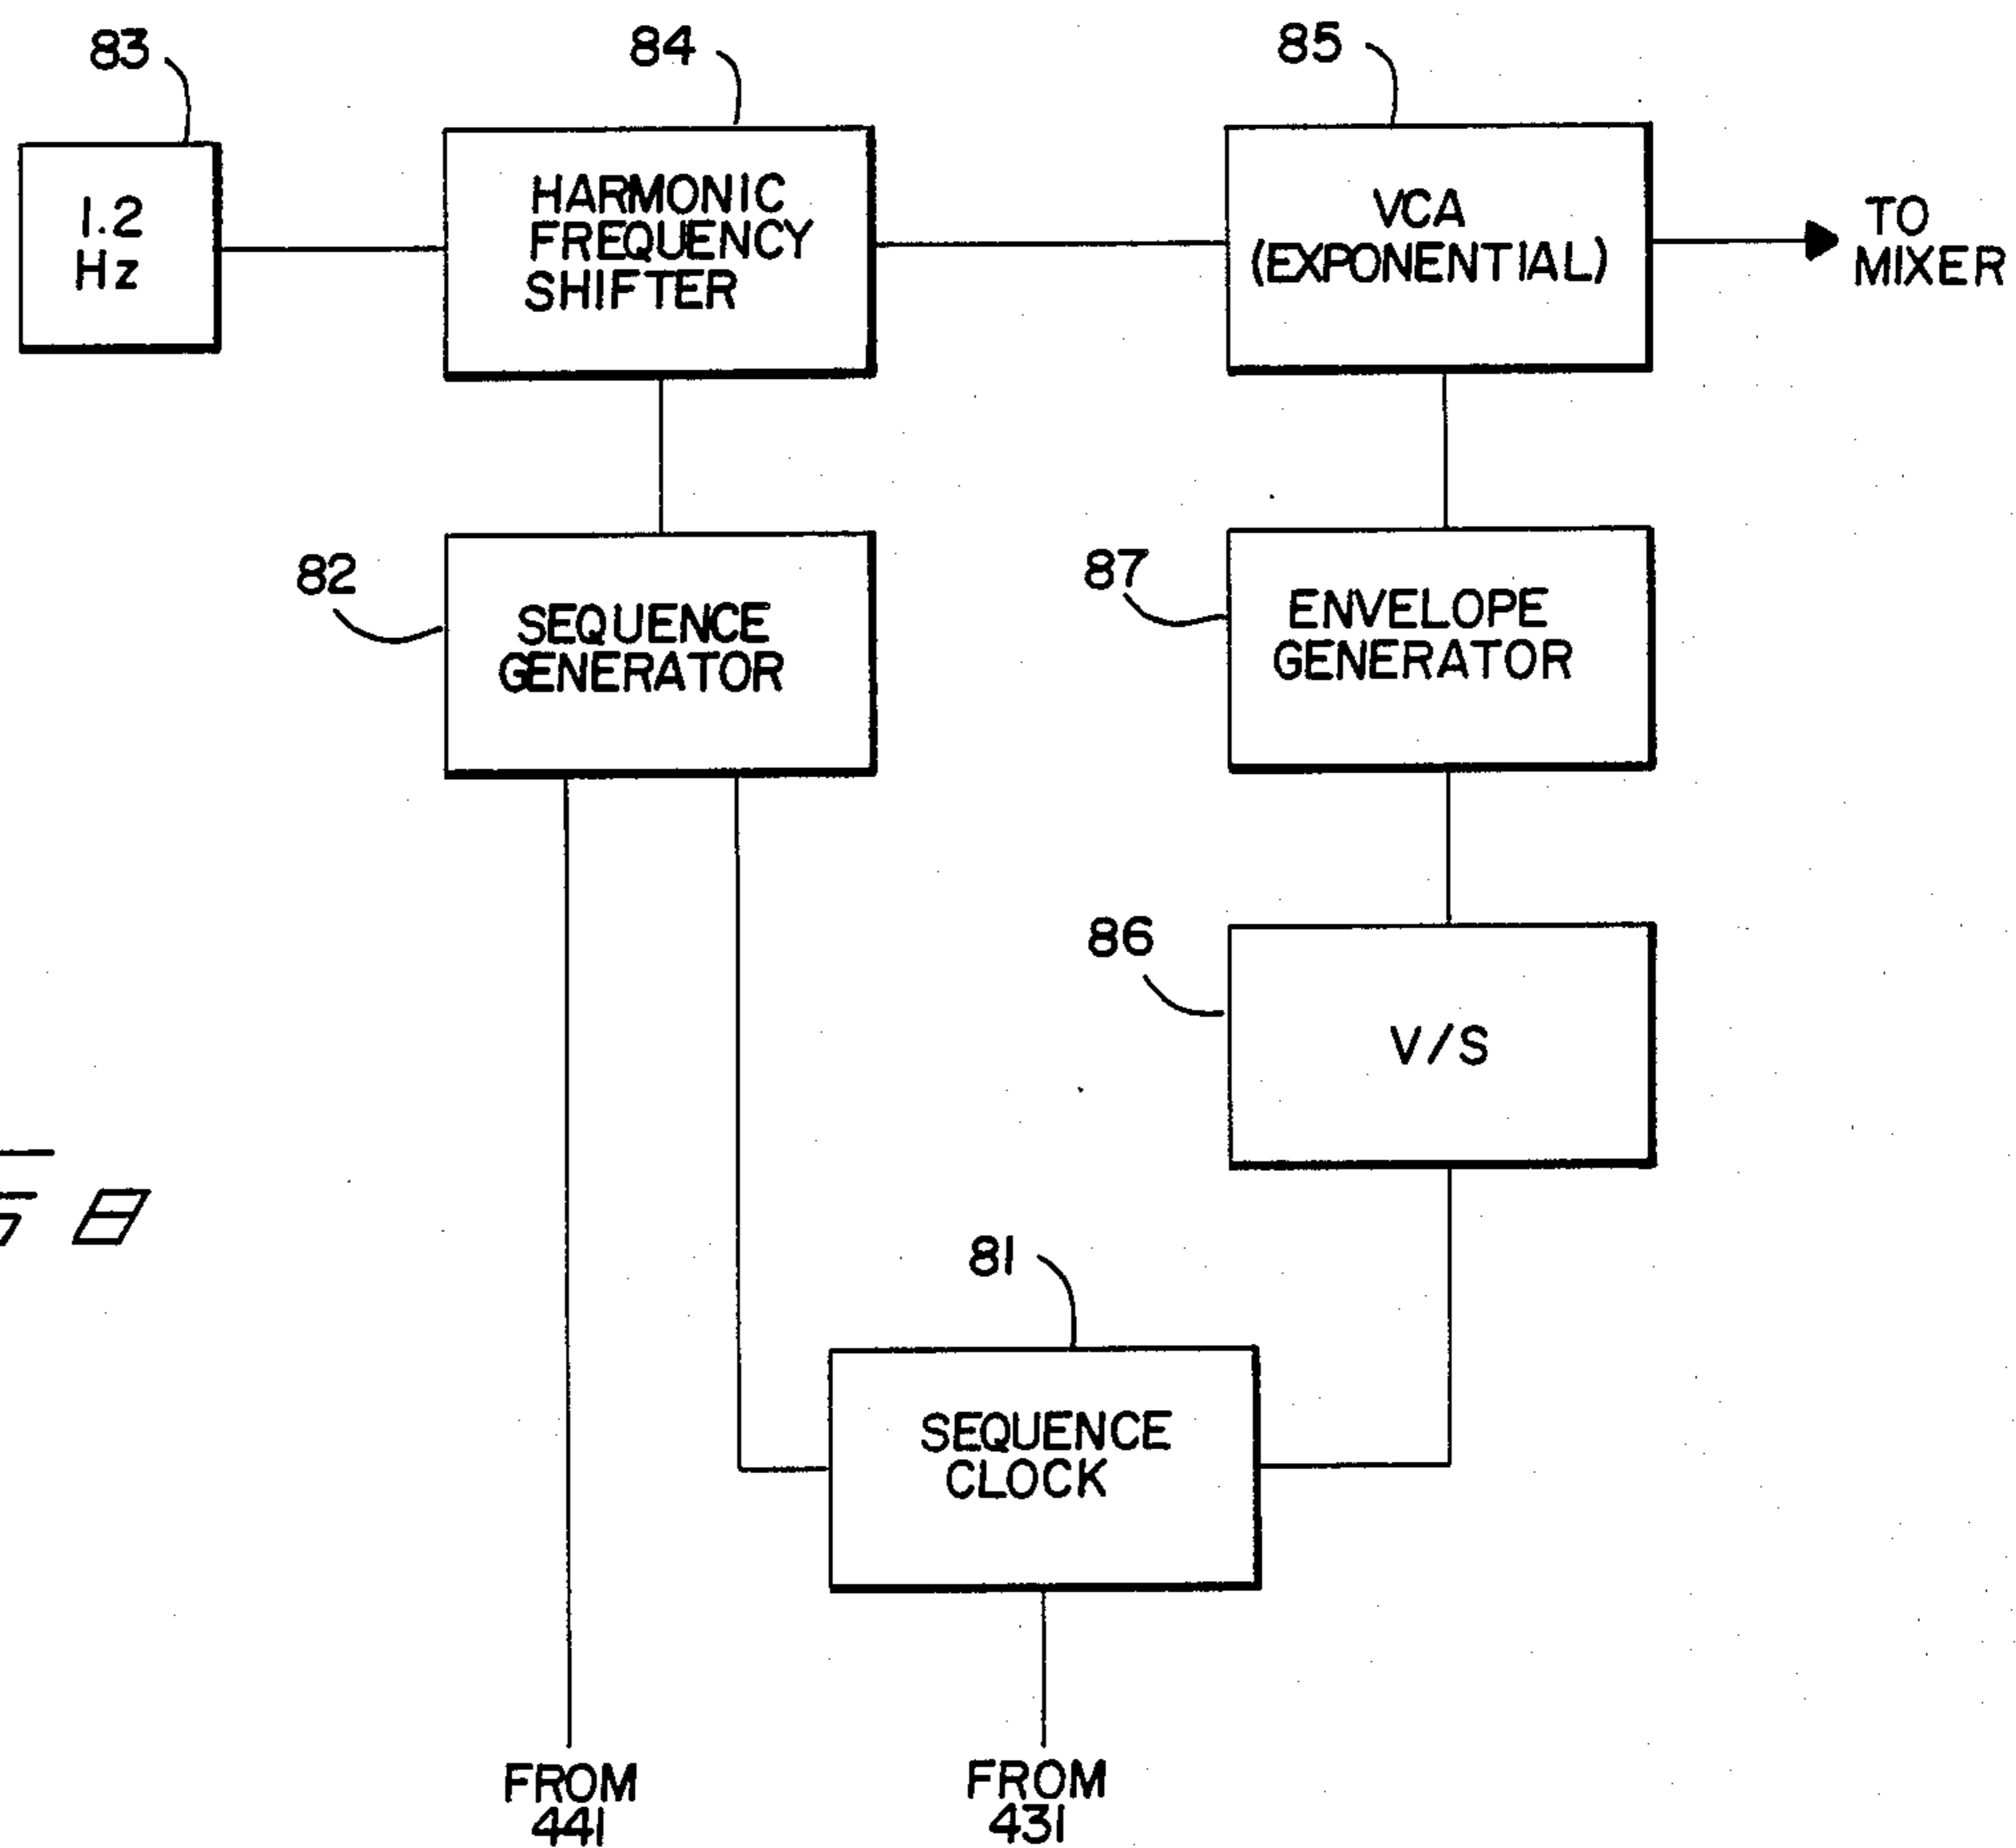 83
84
85
1.2
Hz
HARMONIC
FREQUENCY
SHIFTER
VCA
(EXPONENTIAL)
TO
MIXER
82
SEQUENCE
GENERATOR
87
ENVELOPE
GENERATOR
86
V/S
8
81
SEQUENCE
CLOCK
FROM
441
FROM
431